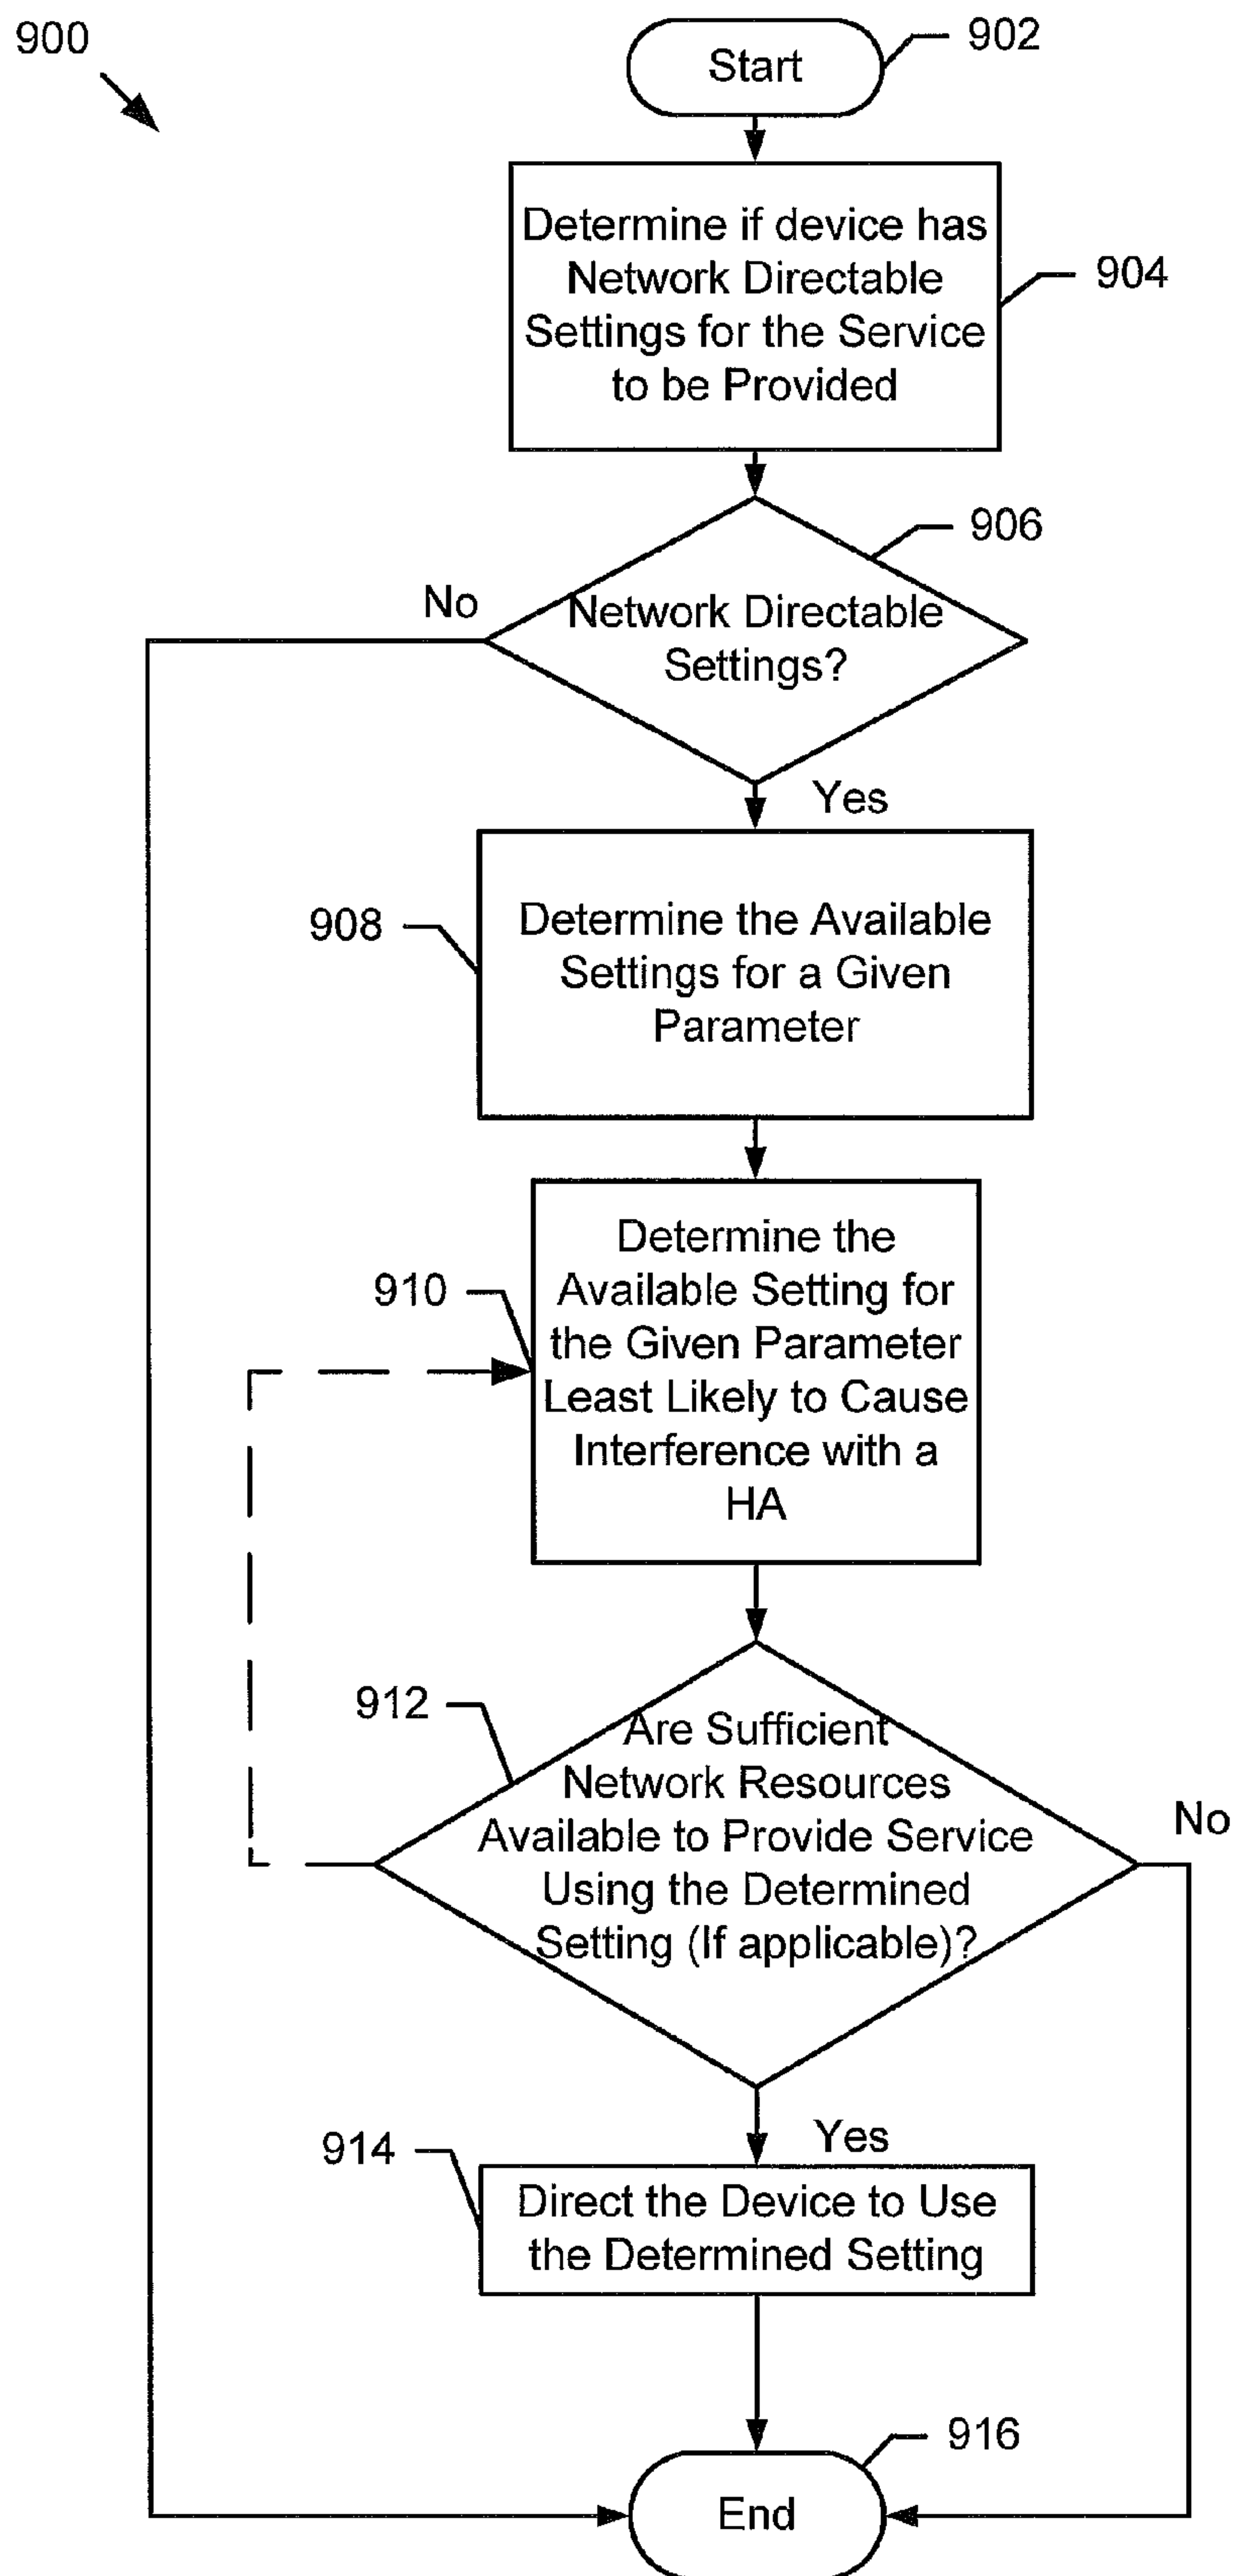 900
Start
902
Determine if device has
Network Directable
Settings for the Service
to be Provided
904
906
No
Network Directable
Settings?
Yes
908
Determine the Available
Settings for a Given
Parameter
Determine the
Available Setting for
the Given Parameter
Least Likely to Cause
Interference with a
HA
910
912
Are Sufficient
Network Resources
Available to Provide Service
Using the Determined
Setting (If applicable)?
No
Yes
914
Direct the Device to Use
the Determined Setting
916
End